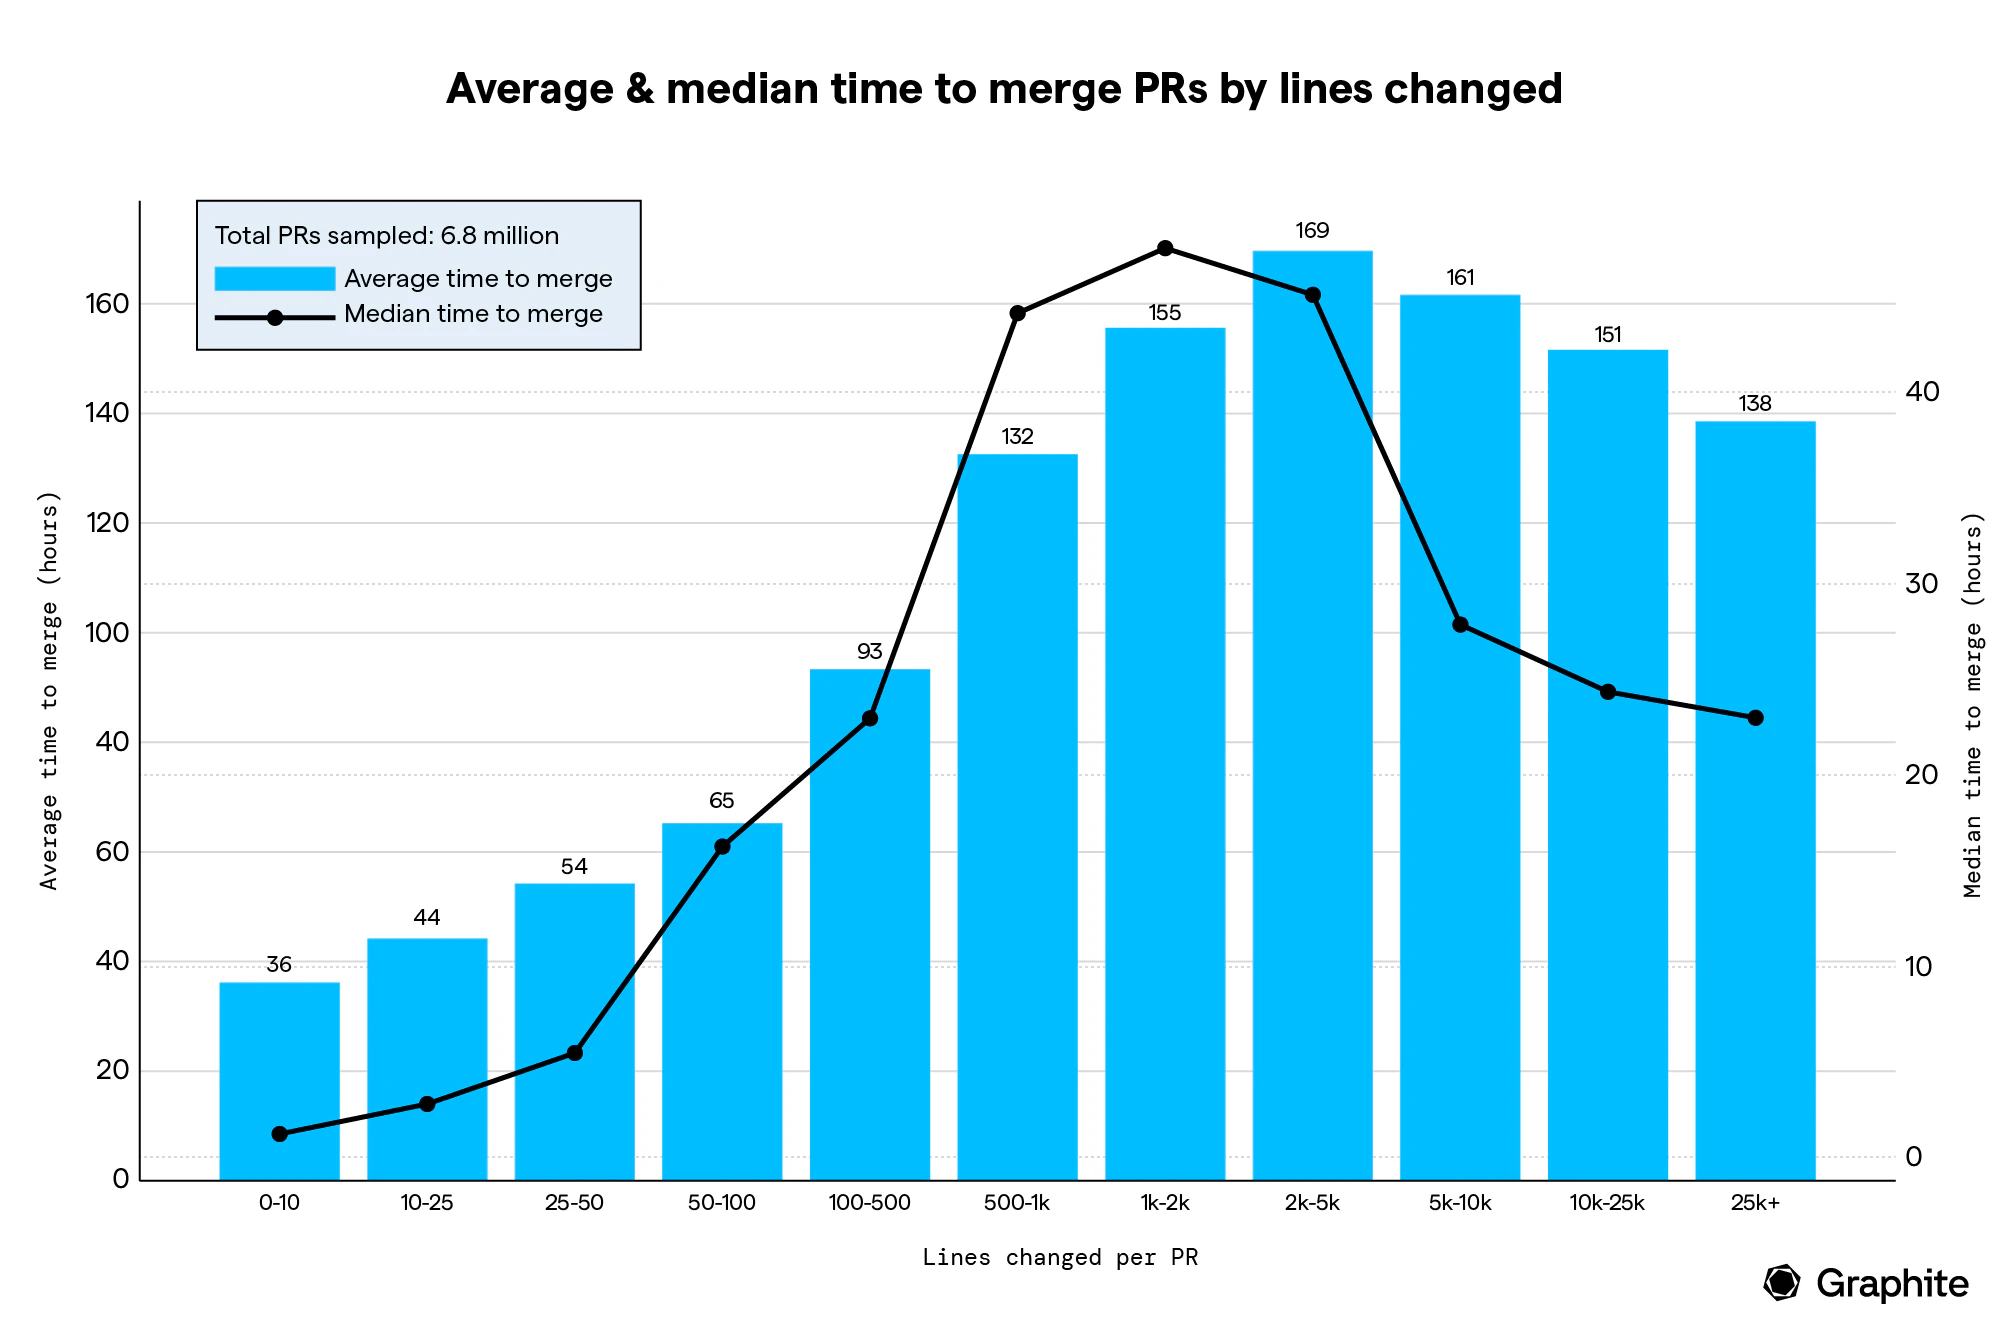 Average & median time to merge PRs by lines changed
Total PRs sampled: 6.8 million
Average time to merge
Median time to merge
Average time to merge (hours)
160
140
120
100
40
60
40
20
0
36
44
54
65
93
132
155
169
161
151
138
40
30
20
10
0
Median time to merge (hours)
0-10 10-25 25-50 50-100 100-500 500-1k 1k-2k 2k-5k 5k-10k 10k-25k 25k+
Lines changed per PR
Graphite